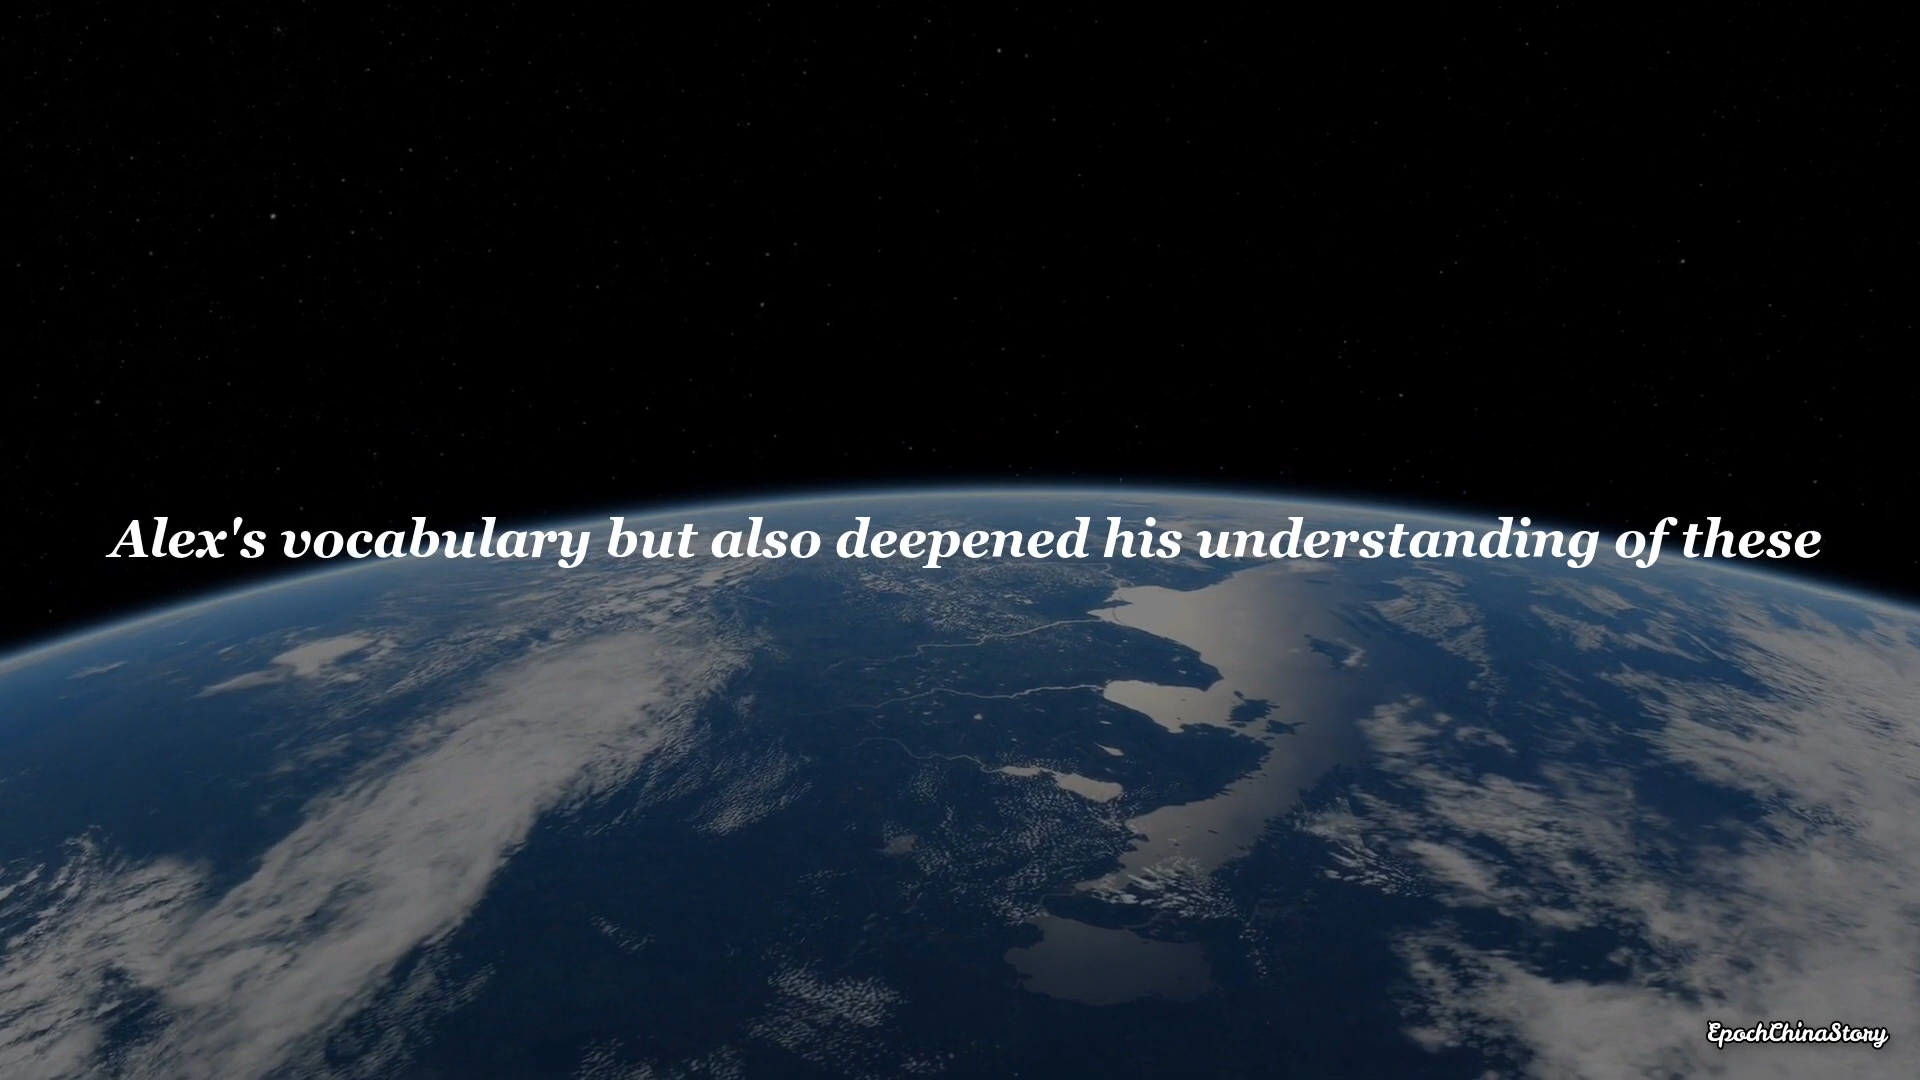 Alex's vocabulary but also deepened his understanding of these
EpochChinaStory